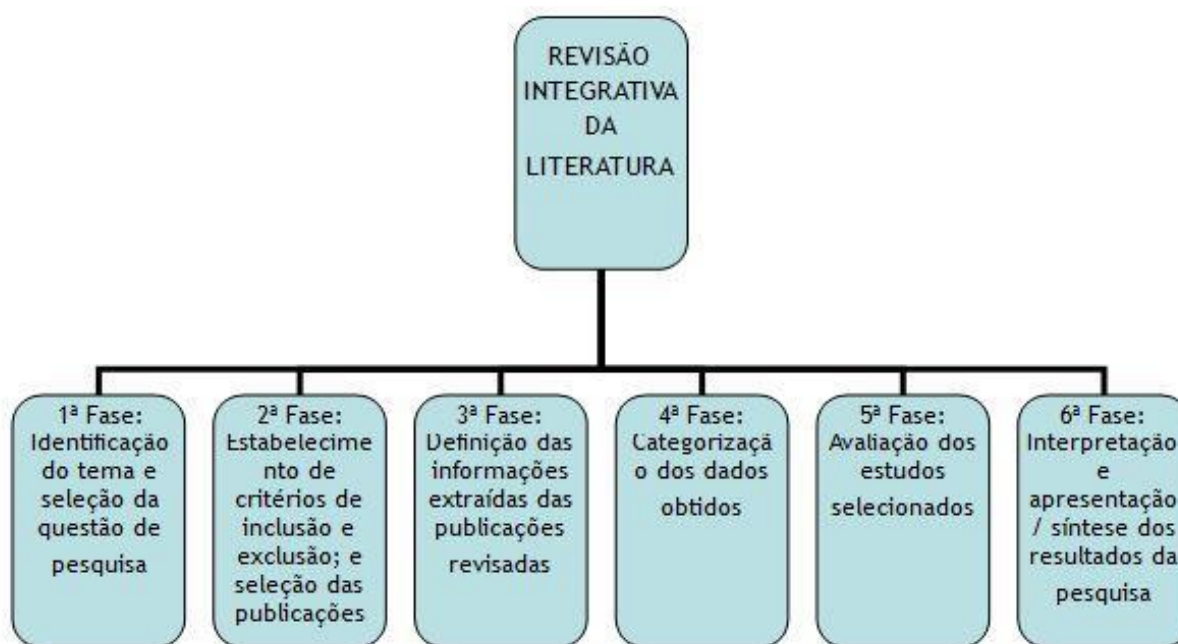 REVISÃO
INTEGRATIVA
DA
LITERATURA
1ª Fase:
Identificação
do tema e
seleção da
questão de
pesquisa
2ª Fase:
Estabelecime
nto de
critérios de
inclusão e
exclusão; e
seleção das
publicações
3ª Fase:
Definição das
informações
extraídas das
publicações
revisadas
4ª Fase:
Categorizaçã
o dos dados
obtidos
5ª Fase:
Avaliação dos
estudos
selecionados
6ª Fase:
Interpretação
e
apresentação
/ síntese dos
resultados da
pesquisa